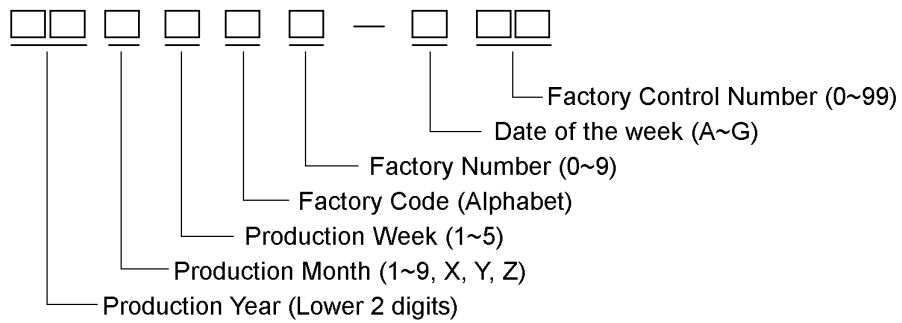 Factory Control Number (0~99)
Date of the week (A~G)
Factory Number (0~9)
Factory Code (Alphabet)
Production Week (1~5)
Production Month (1~9, X, Y, Z)
Production Year (Lower 2 digits)